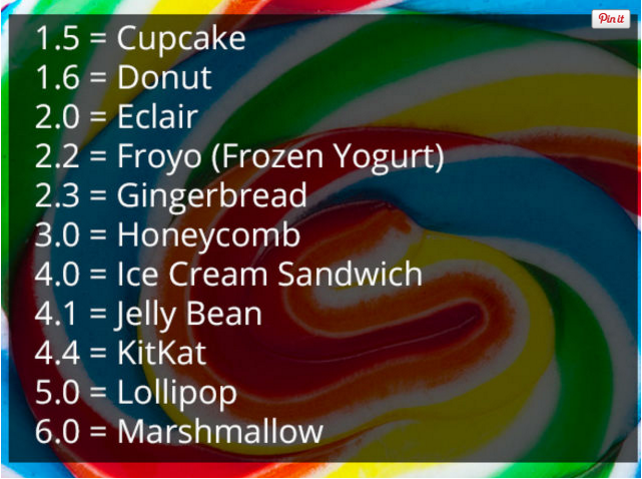 Pin it
1.5 = Cupcake
1.6 = Donut
2.0 = Eclair
2.2 = Froyo (Frozen Yogurt)
2.3 = Gingerbread
3.0 = Honeycomb
4.0 = Ice Cream Sandwich
4.1 = Jelly Bean
4.4 = KitKat
5.0 = Lollipop
6.0 = Marshmallow